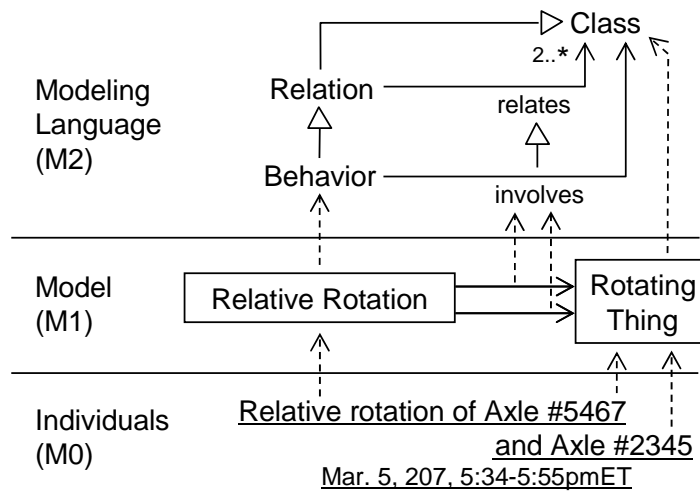 Class
2..*
Relation
relates
Modeling
Language
(M2)
Behavior
involves
Model
(M1)
Relative Rotation
Rotating
Thing
Individuals
(M0)
Relative rotation of Axle #5467
and Axle #2345
Mar. 5, 207, 5:34-5:55pmET